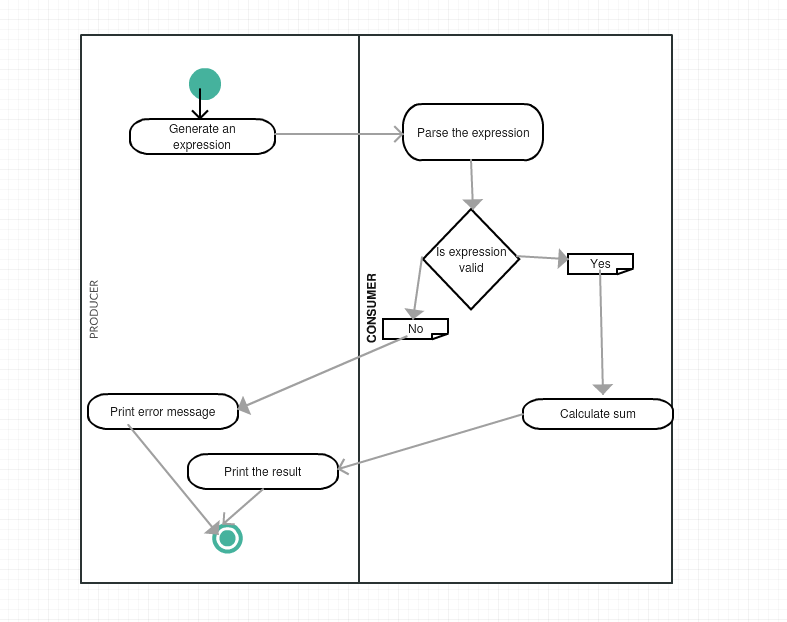 Generate an
expression
Parse the expression
Is expression
valid
Yes
PRODUCER
CONSUMER
No
Print error message
Calculate sum
Print the result